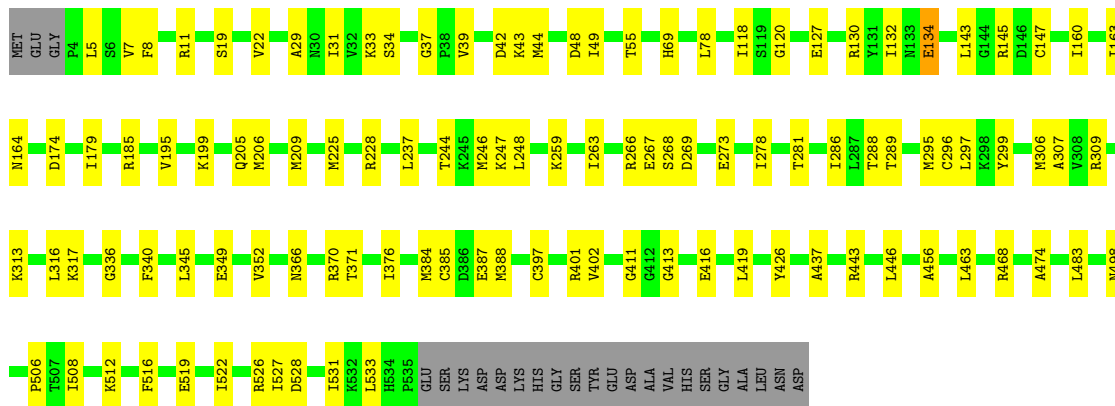 MET GLU GLY P4 L5 S6 V7 F8 R11 S19 V22 A29 N30 I31 V32 K33 S34 G37 P38 V39 D42 K43 M44 D48 I49 T55 H69 L78 I118 S119 G120 E127 R130 Y131 I132 N133 E134 L143 G144 R145 D146 C147 I160 I163
N164 D174 I179 R185 V195 K199 Q205 M206 M209 M225 R228 L237 T244 K245 M246 K247 L248 K259 I263 R266 E267 S268 D269 E273 I278 T281 I286 L287 T288 T289 M295 C296 L297 K298 Y299 M306 A307 V308 R309
K313 L316 K317 G336 F340 L345 E349 V352 N366 R370 T371 I376 M384 C385 D386 E387 M388 C397 R401 V402 G411 G412 G413 E416 L419 Y426 A437 R443 L446 A456 L463 R468 A474 L483 N498
P506 T507 I508 K512 F516 E519 I522 R526 I527 D528 I531 K532 L533 H534 P535 GLU SER LYS ASP ASP LYS HIS GLY SER TYR GLU ASP ALA VAL HIS SER GLY ALA LEU ASN ASP